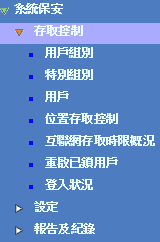 系統保安
存取控制
用戶組別
特別組別
用戶
位置存取控制
互聯網存取時限概況
重啟已鎖用戶
登入狀況
設定
報告及紀錄